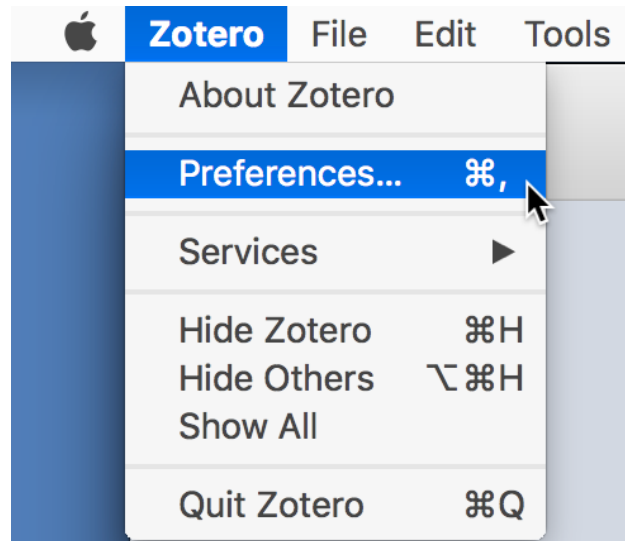 Zotero File Edit Tools
About Zotero
Preferences... ⌘,
Services ▶
Hide Zotero ⌘H
Hide Others ⌥⌘H
Show All
Quit Zotero ⌘Q